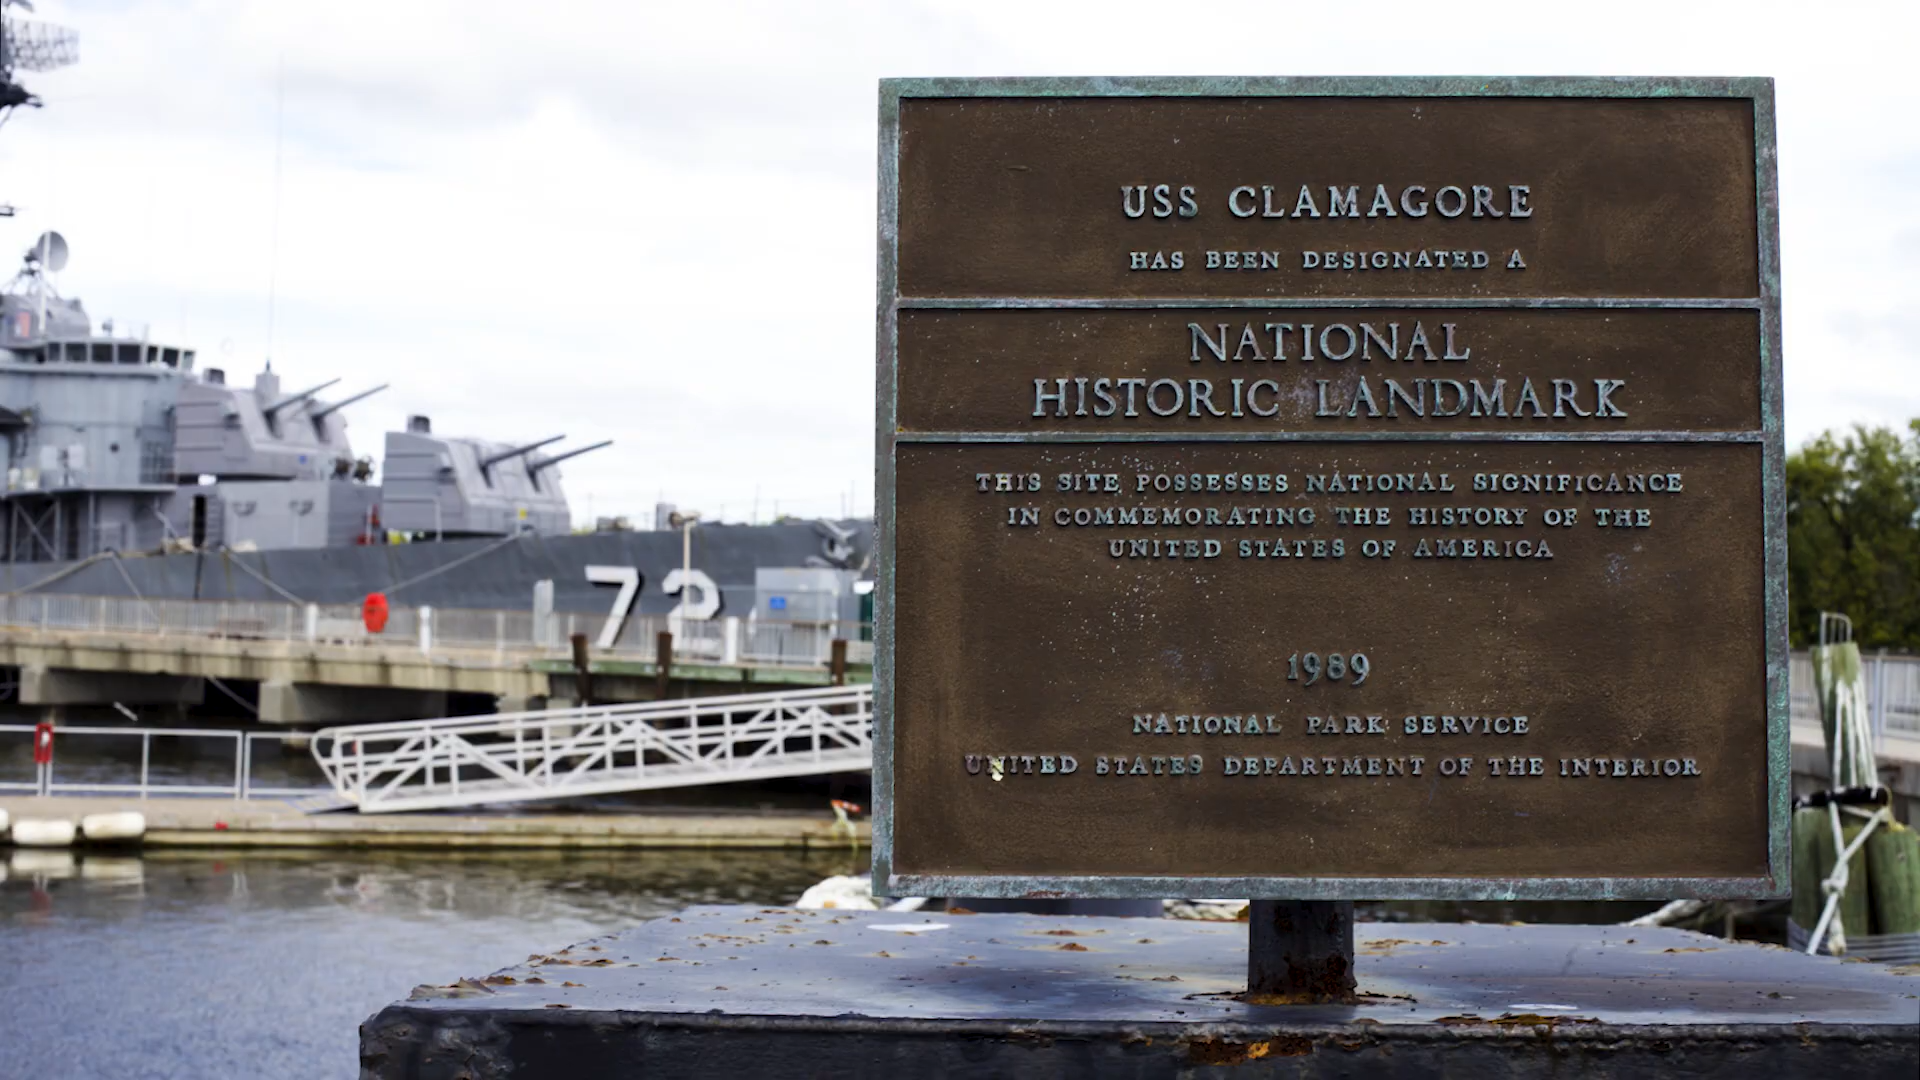 USS CLAMAGORE
HAS BEEN DESIGNATED A
NATIONAL
HISTORIC LANDMARK
THIS SITE POSSESSES NATIONAL SIGNIFICANCE
IN COMMEMORATING THE HISTORY OF THE
UNITED STATES OF AMERICA
1989
NATIONAL PARK SERVICE
UNITED STATES DEPARTMENT OF THE INTERIOR
72